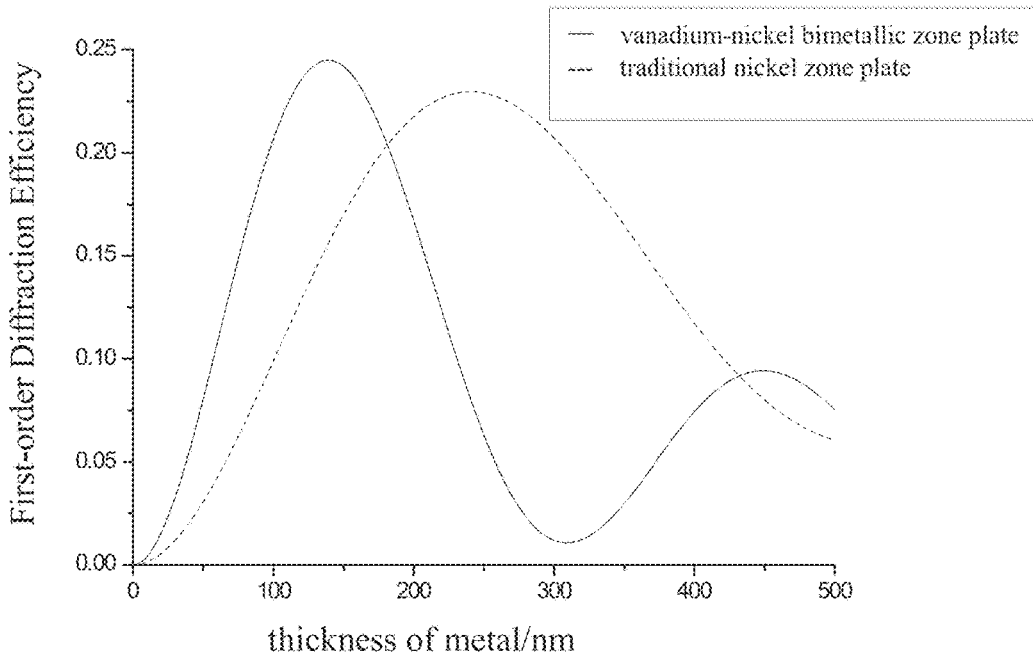 vanadium-nickel bimetallic zone plate
traditional nickel zone plate
First-order Diffraction Efficiency
0.25
0.20
0.15
0.10
0.05
0.00
0 100 200 300 400 500
thickness of metal/nm